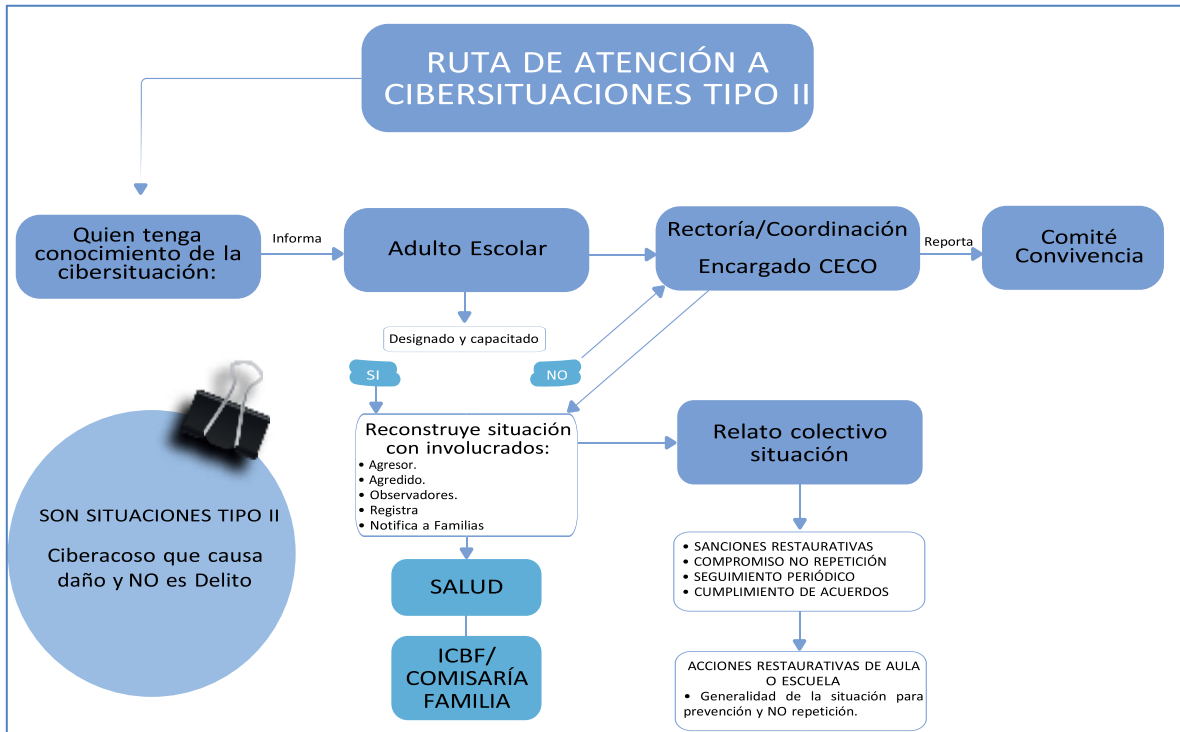 RUTA DE ATENCIÓN A
CIBERSITUACIONES TIPO II
Quien tenga
conocimiento de la
cibersituación:
Informa
Adulto Escolar
Rectoría/Coordinación
Encargado CECO
Reporta
Comité
Convivencia
Designado y capacitado
SI
NO
Reconstruye situación
con involucrados:
• Agresor.
• Agredido.
• Observadores.
• Registra
• Notifica a Familias
Relato colectivo
situación
SON SITUACIONES TIPO II
Ciberacoso que causa
daño y NO es Delito
• SANCIONES RESTAURATIVAS
• COMPROMISO NO REPETICIÓN
• SEGUIMIENTO PERIÓDICO
• CUMPLIMIENTO DE ACUERDOS
SALUD
ICBF/
COMISARÍA
FAMILIA
ACCIONES RESTAURATIVAS DE AULA
O ESCUELA
• Generalidad de la situación para
prevención y NO repetición.